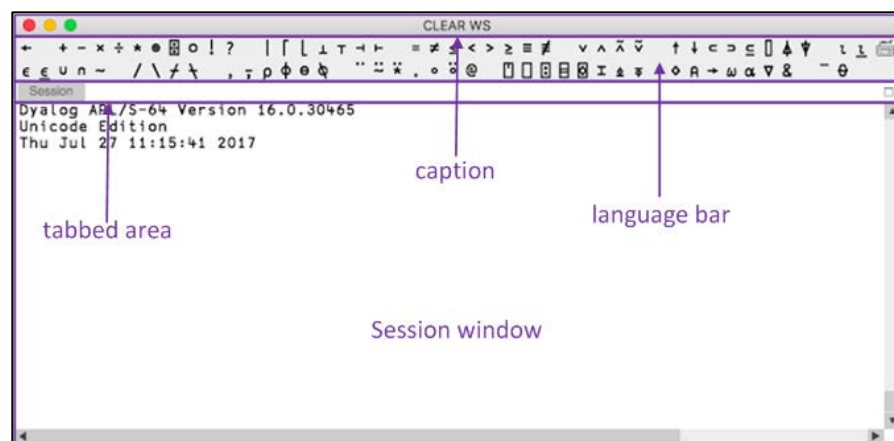 CLEAR WS
← + - × ÷ * ⍟ ⌹ ○ ! ? | ⌈ ⌊ ⊥ ⊤ ⊣ ⊢ = ≠ ≤ < > ≥ ≡ ≢ ∨ ∧ ⍲ ⍱ ↑ ↓ ⊂ ⊃ ⊆ ⌷ ⍋ ⍒ ⍳ ⍸
∊ ⍷ ∪ ∩ ~ / \ ⌿ ⍀ , ⍪ ⍴ ⌽ ⊖ ⍉ ¨ ⍨ ⍣ . ∘ ⍤ @ ⍞ ⎕ ⍠ ⌸ ⌺ ⌶ ⍎ ⍕ ⋄ ⍝ → ⍵ ⍺ ∇ & ¯ ⍬
Session
Dyalog APL/S-64 Version 16.0.30465
Unicode Edition
Thu Jul 27 11:15:41 2017
caption
language bar
tabbed area
Session window